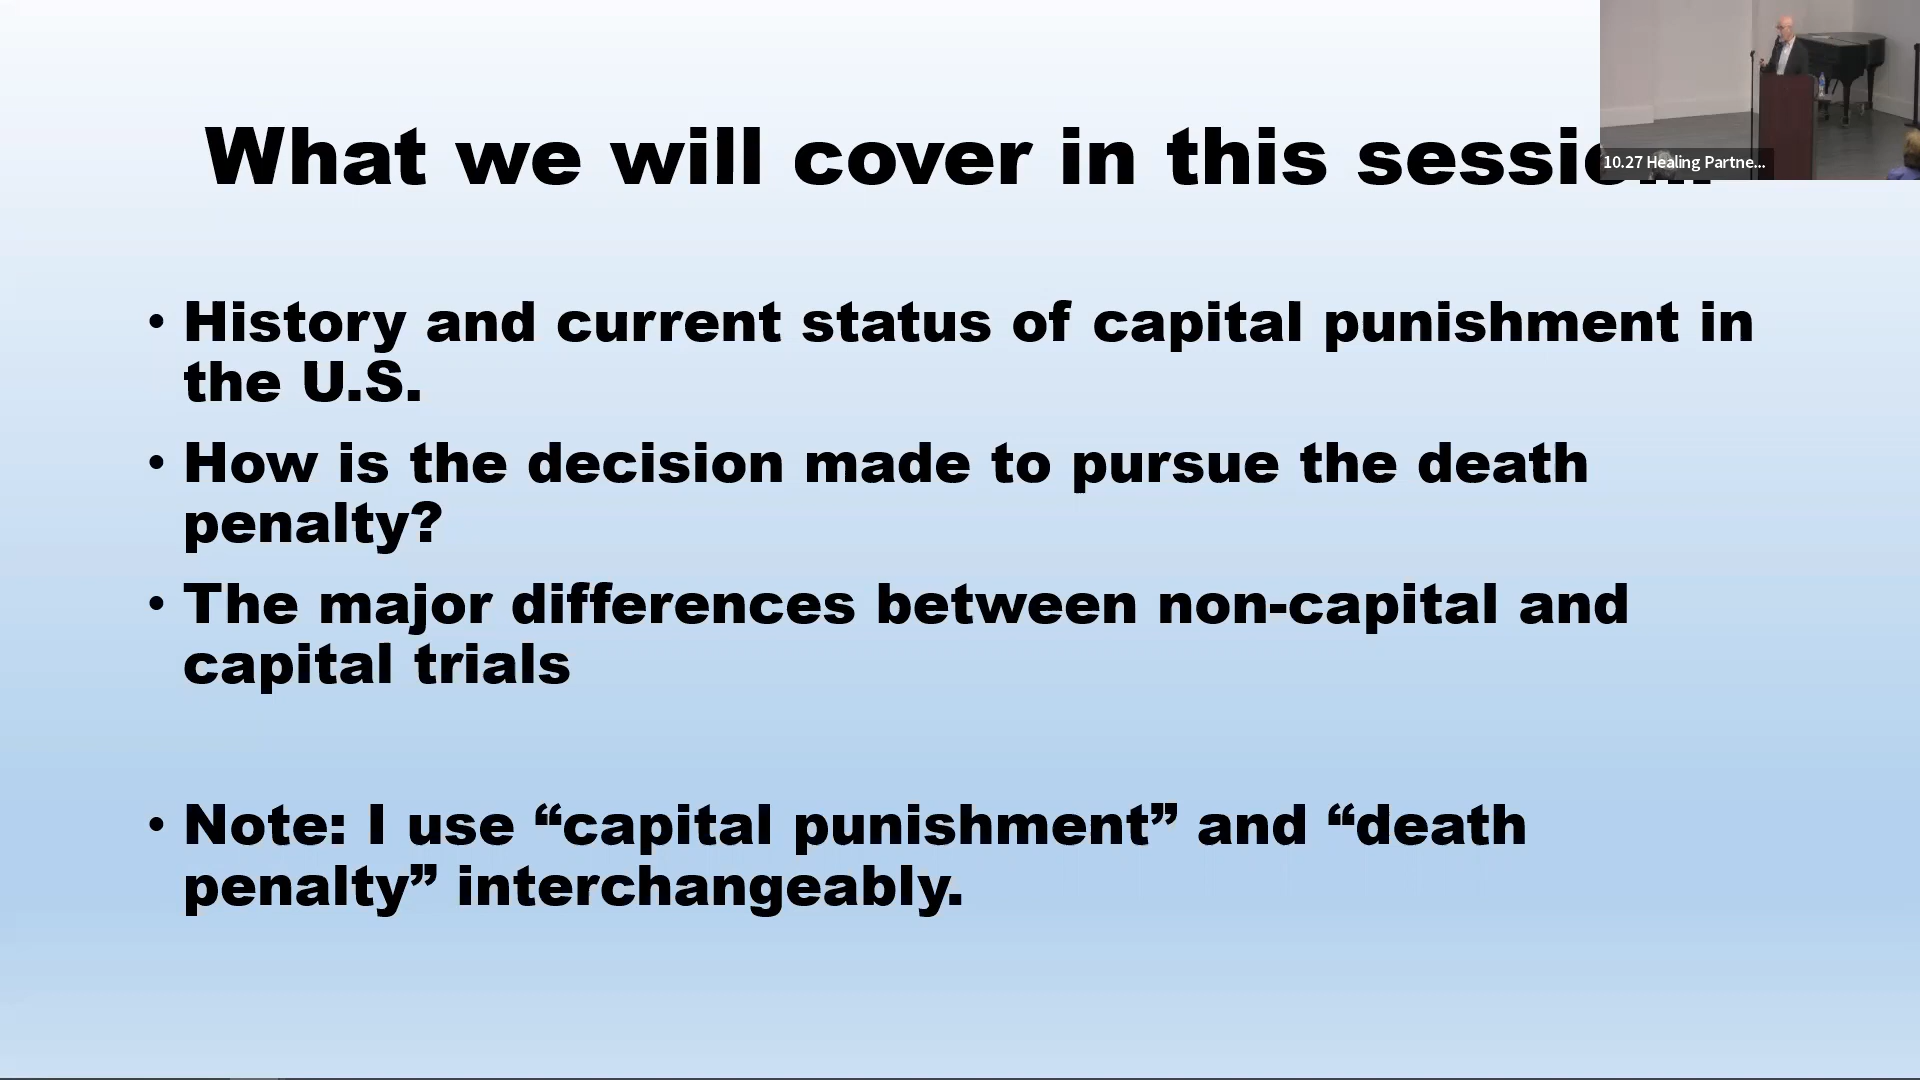 What we will cover in this session
10.27 Healing Partne...
• History and current status of capital punishment in
the U.S.
• How is the decision made to pursue the death
penalty?
• The major differences between non-capital and
capital trials
• Note: I use “capital punishment” and “death
penalty” interchangeably.